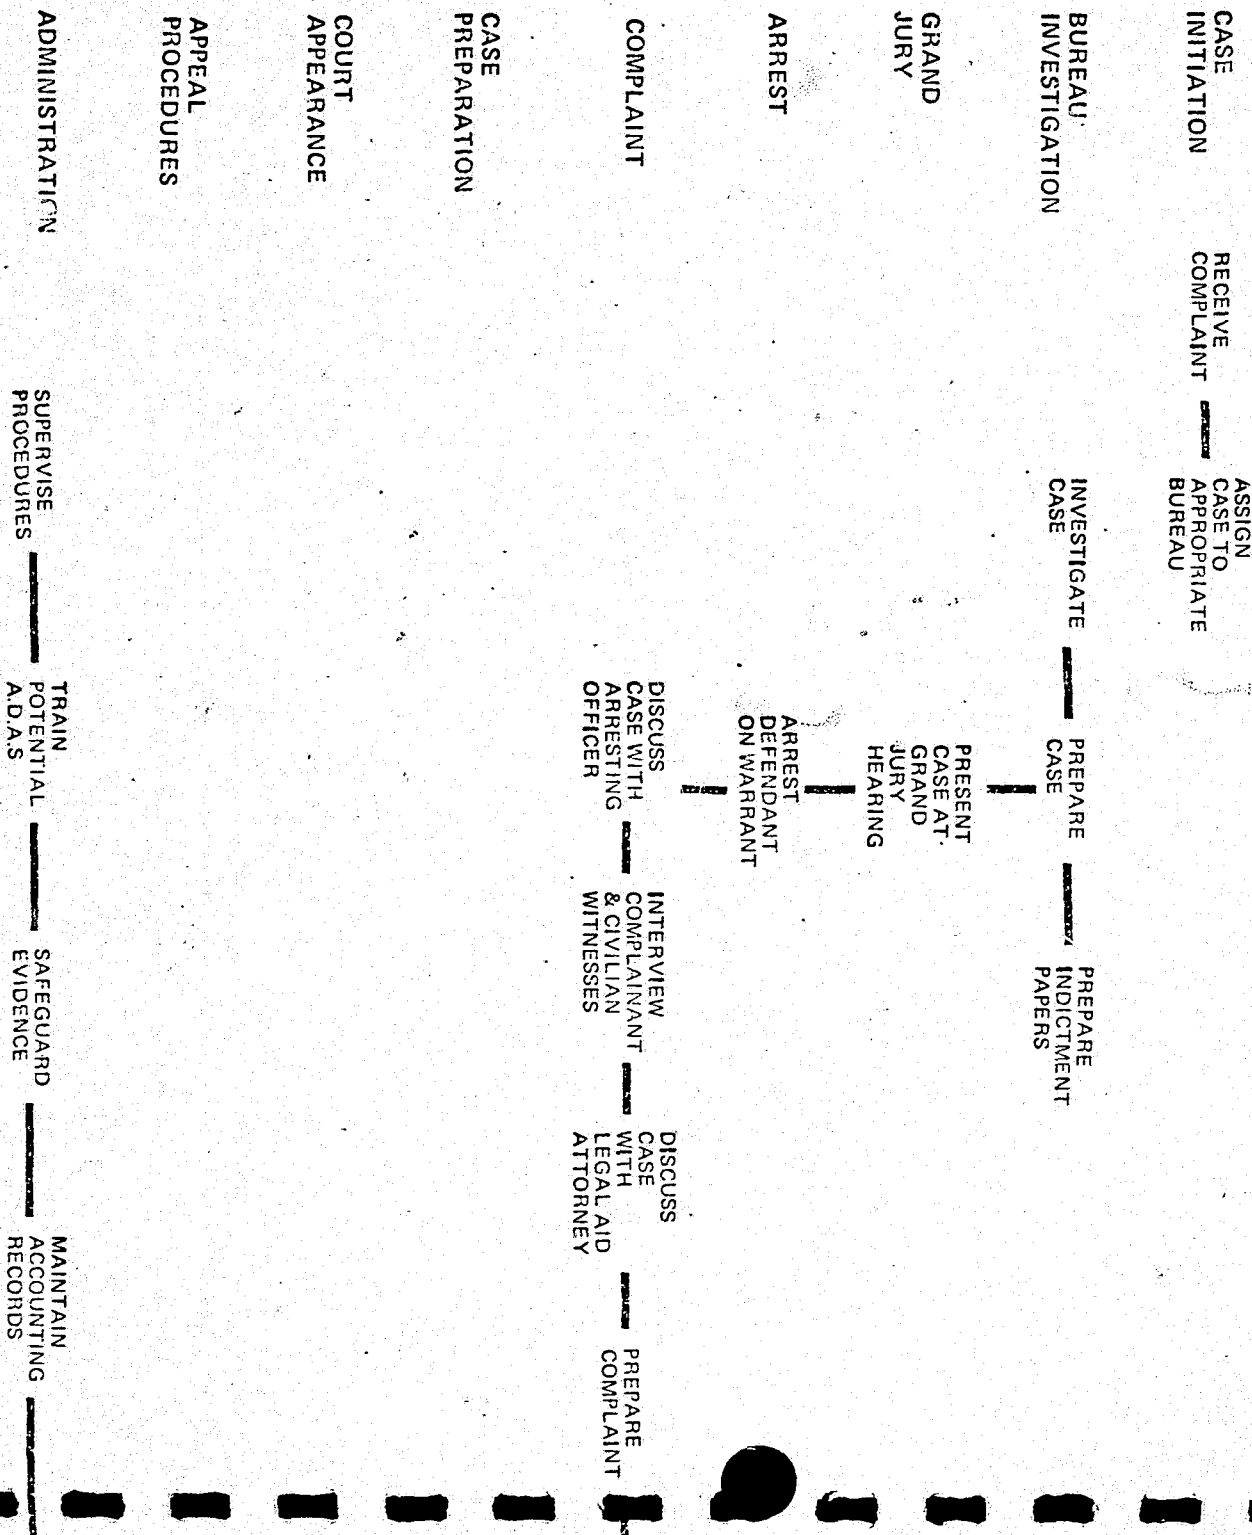 CASE
INITIATION
RECEIVE
COMPLAINT
ASSIGN
CASE TO
APPROPRIATE
BUREAU
BUREAU
INVESTIGATION
INVESTIGATE
CASE
PREPARE
CASE
PREPARE
INDICTMENT
PAPERS
GRAND
JURY
PRESENT
CASE AT
GRAND
JURY
HEARING
ARREST
ARREST
DEFENDANT
ON WARRANT
COMPLAINT
DISCUSS
CASE WITH
ARRESTING
OFFICER
INTERVIEW
COMPLAINANT
& CIVILIAN
WITNESSES
DISCUSS
CASE
WITH
LEGAL AID
ATTORNEY
PREPARE
COMPLAINT
CASE
PREPARATION
COURT
APPEARANCE
APPEAL
PROCEDURES
ADMINISTRATION
SUPERVISE
PROCEDURES
TRAIN
POTENTIAL
A.D.A.S
SAFEGUARD
EVIDENCE
MAINTAIN
ACCOUNTING
RECORDS